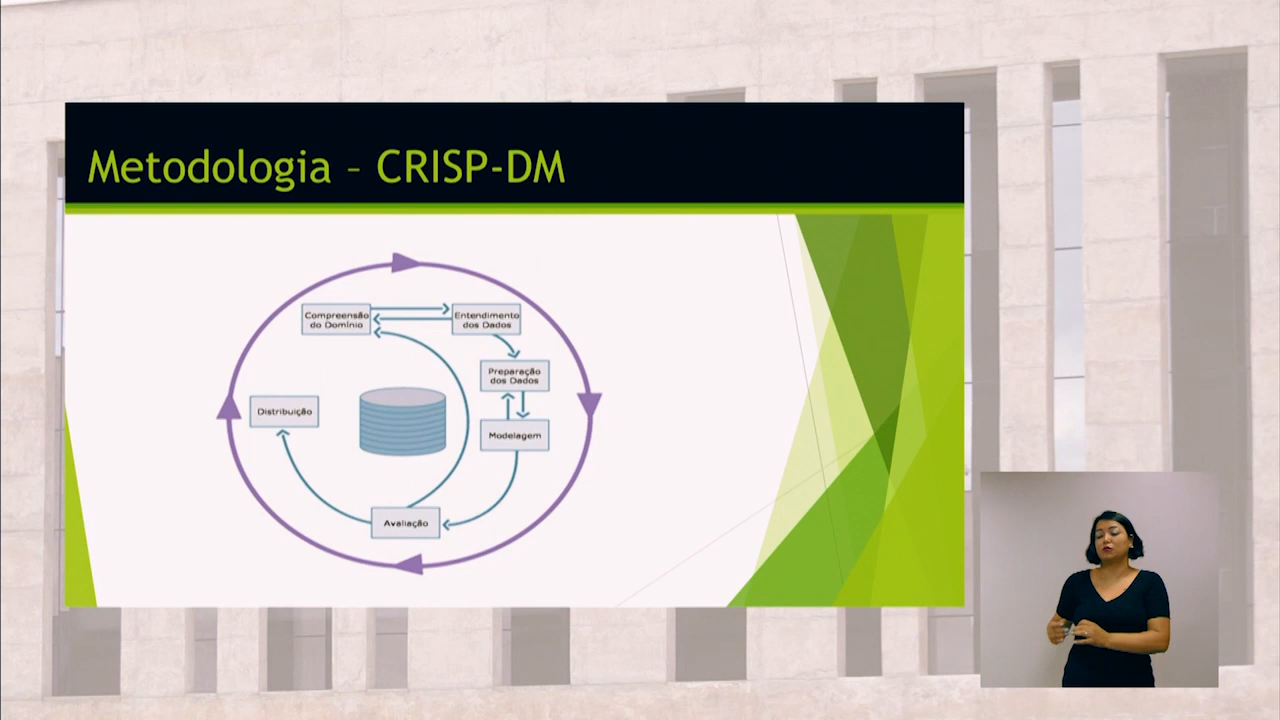 Metodologia – CRISP-DM
Compreensão
do Domínio
Entendimento
dos Dados
Preparação
dos Dados
Distribuição
Modelagem
Avaliação